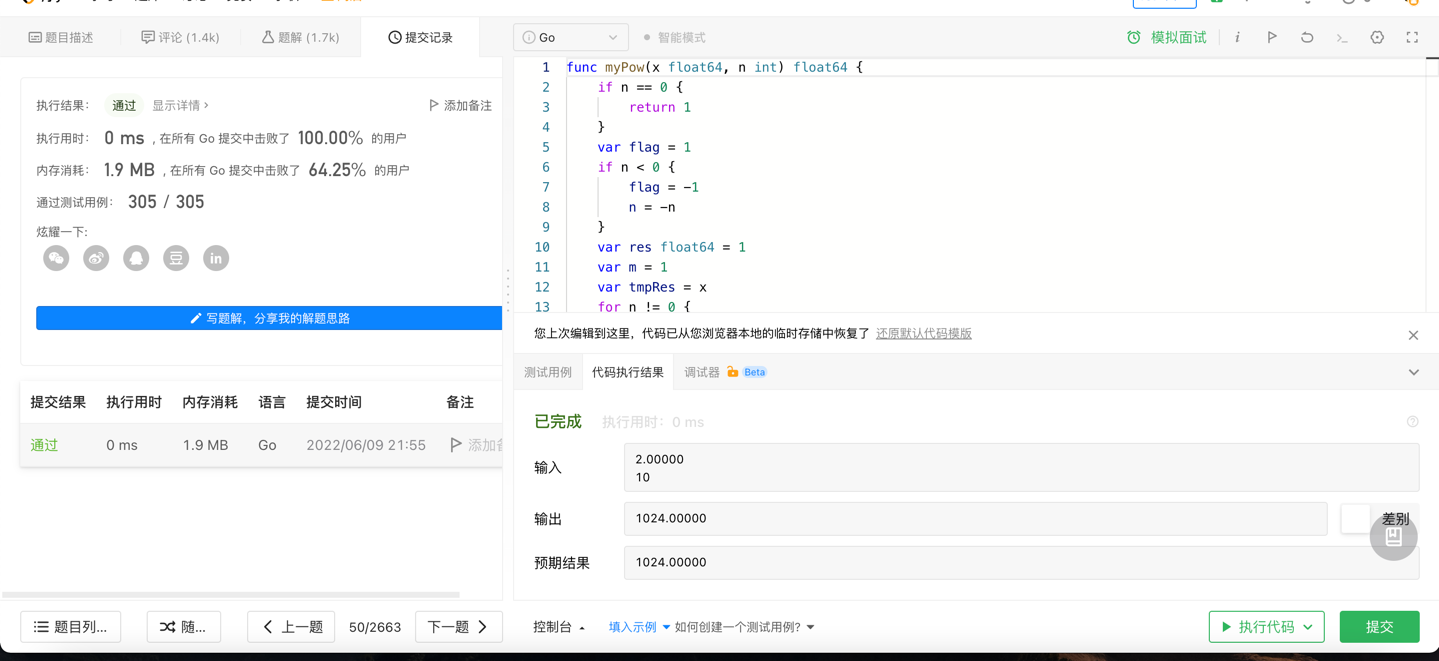 题目描述
评论 (1.4k)
题解 (1.7k)
提交记录
Go
智能模式
模拟面试
执行结果：
通过
显示详情 ›
添加备注
执行用时： 0 ms , 在所有 Go 提交中击败了 100.00% 的用户
内存消耗： 1.9 MB , 在所有 Go 提交中击败了 64.25% 的用户
通过测试用例： 305 / 305
炫耀一下:
豆
in
写题解，分享我的解题思路
提交结果 执行用时 内存消耗 语言 提交时间 备注
通过 0 ms 1.9 MB Go 2022/06/09 21:55 添加
1 func myPow(x float64, n int) float64 {
2 if n == 0 {
3 return 1
4 }
5 var flag = 1
6 if n < 0 {
7 flag = -1
8 n = -n
9 }
10 var res float64 = 1
11 var m = 1
12 var tmpRes = x
13 for n != 0 {
您上次编辑到这里，代码已从您浏览器本地的临时存储中恢复了 还原默认代码模版
测试用例
代码执行结果
调试器
Beta
已完成
执行用时：0 ms
输入
2.00000
10
输出
1024.00000
差别
预期结果
1024.00000
题目列...
随...
上一题
50/2663
下一题
控制台
填入示例
如何创建一个测试用例?
执行代码
提交